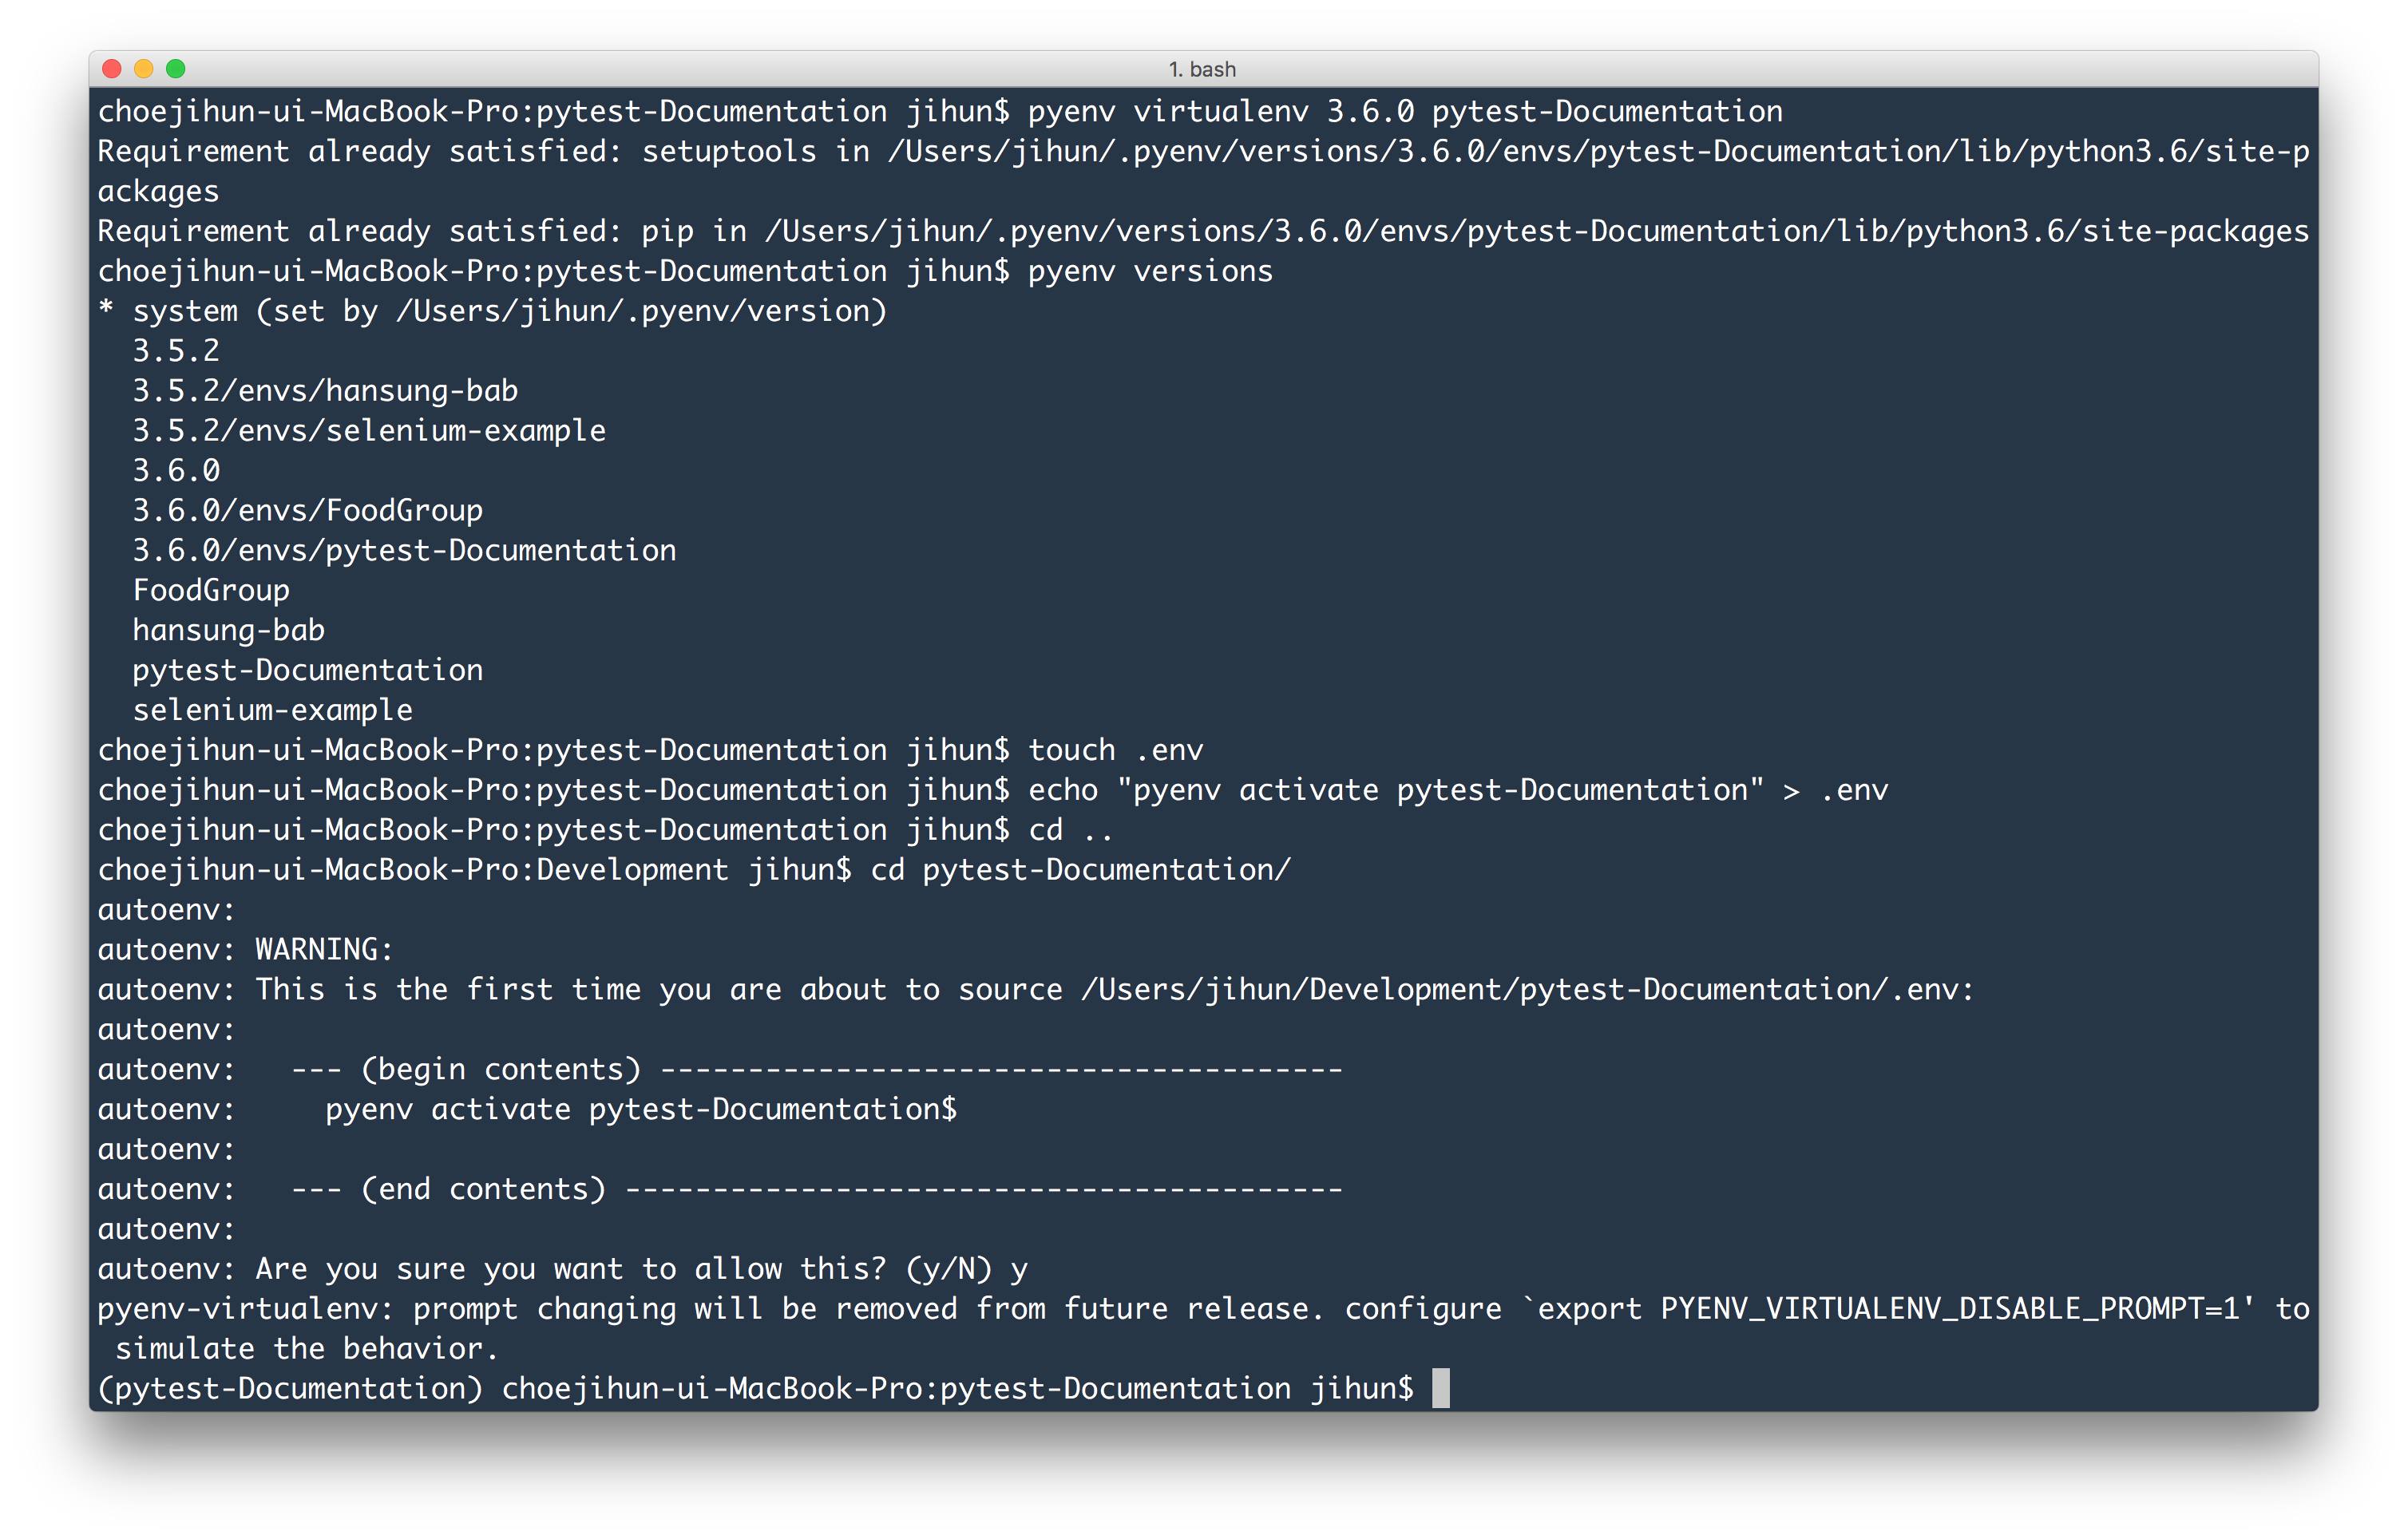 1. bash
choejihun-ui-MacBook-Pro:pytest-Documentation jihun$ pyenv virtualenv 3.6.0 pytest-Documentation
Requirement already satisfied: setuptools in /Users/jihun/.pyenv/versions/3.6.0/envs/pytest-Documentation/lib/python3.6/site-p
ackages
Requirement already satisfied: pip in /Users/jihun/.pyenv/versions/3.6.0/envs/pytest-Documentation/lib/python3.6/site-packages
choejihun-ui-MacBook-Pro:pytest-Documentation jihun$ pyenv versions
* system (set by /Users/jihun/.pyenv/version)
  3.5.2
  3.5.2/envs/hansung-bab
  3.5.2/envs/selenium-example
  3.6.0
  3.6.0/envs/FoodGroup
  3.6.0/envs/pytest-Documentation
  FoodGroup
  hansung-bab
  pytest-Documentation
  selenium-example
choejihun-ui-MacBook-Pro:pytest-Documentation jihun$ touch .env
choejihun-ui-MacBook-Pro:pytest-Documentation jihun$ echo "pyenv activate pytest-Documentation" > .env
choejihun-ui-MacBook-Pro:pytest-Documentation jihun$ cd ..
choejihun-ui-MacBook-Pro:Development jihun$ cd pytest-Documentation/
autoenv:
autoenv: WARNING:
autoenv: This is the first time you are about to source /Users/jihun/Development/pytest-Documentation/.env:
autoenv:
autoenv:   --- (begin contents) ---------------------------------------
autoenv:     pyenv activate pytest-Documentation$
autoenv:
autoenv:   --- (end contents) -----------------------------------------
autoenv:
autoenv: Are you sure you want to allow this? (y/N) y
pyenv-virtualenv: prompt changing will be removed from future release. configure `export PYENV_VIRTUALENV_DISABLE_PROMPT=1' to
 simulate the behavior.
(pytest-Documentation) choejihun-ui-MacBook-Pro:pytest-Documentation jihun$